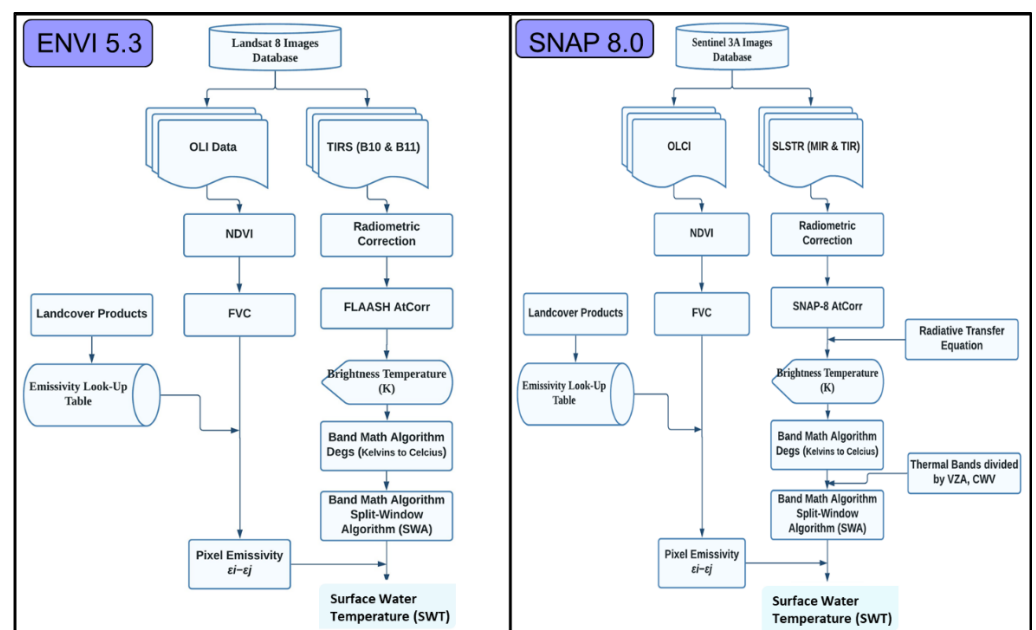 ENVI 5.3
Landsat 8 Images
Database
OLI Data
TIRS (B10 & B11)
NDVI
Radiometric
Correction
Landcover Products
FVC
FLAASH AtCorr
Emissivity Look-Up
Table
Brightness Temperature
(K)
Band Math Algorithm
Degs (Kelvins to Celcius)
Band Math Algorithm
Split-Window
Algorithm (SWA)
Pixel Emissivity
εi−εj
Surface Water
Temperature (SWT)
SNAP 8.0
Sentinel 3A Images
Database
OLCI
SLSTR (MIR & TIR)
NDVI
Radiometric
Correction
Landcover Products
FVC
SNAP-8 AtCorr
Radiative Transfer
Equation
Emissivity Look-Up
Table
Brightness Temperature
(K)
Band Math Algorithm
Degs (Kelvins to Celcius)
Thermal Bands divided
by VZA, CWV
Band Math Algorithm
Split-Window
Algorithm (SWA)
Pixel Emissivity
εi−εj
Surface Water
Temperature (SWT)